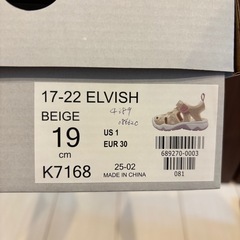 17-22 ELVISH
BEIGE
19
cm
US 1
EUR 30
689270-0003
K7168
25-02
MADE IN CHINA
081